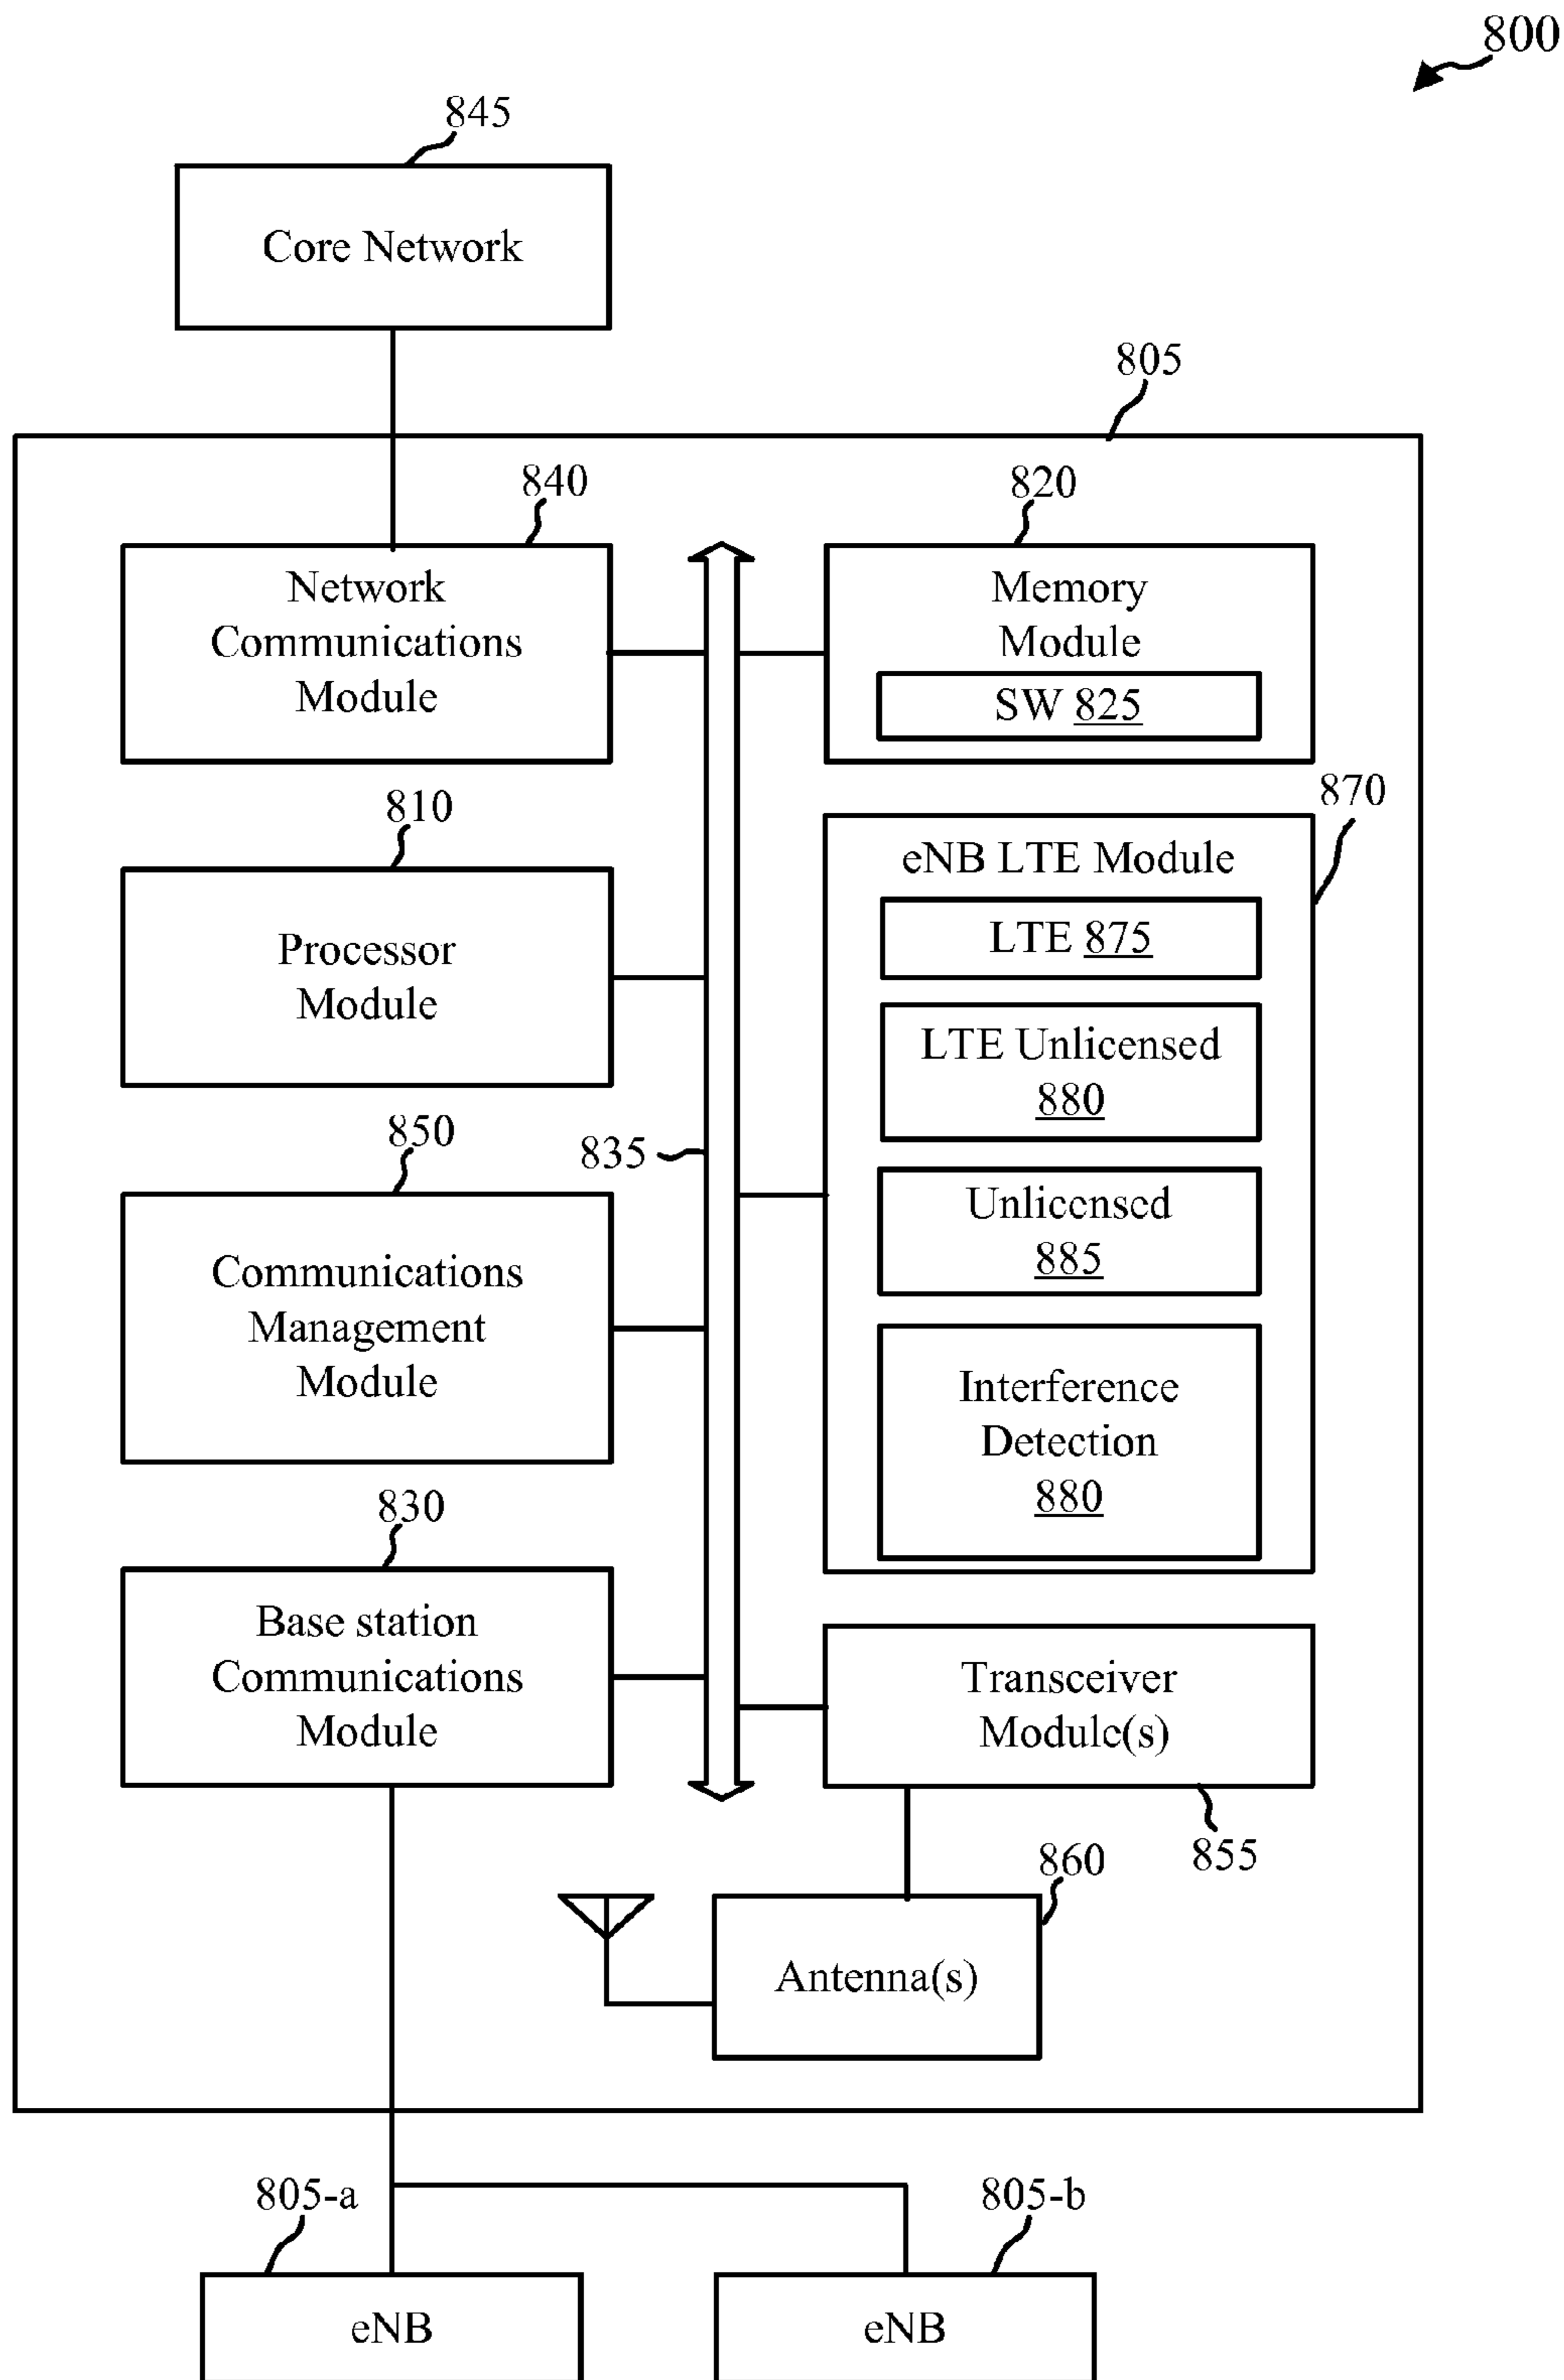 800
845
Core Network
805
840
820
Network
Communications
Module
Memory
Module
SW 825
810
870
Processor
Module
eNB LTE Module
LTE 875
LTE Unlicensed
880
850
835
Communications
Management
Module
Unlicensed
885
Interference
Detection
880
830
Base station
Communications
Module
Transceiver
Module(s)
855
860
Antenna(s)
805-a
805-b
eNB
eNB